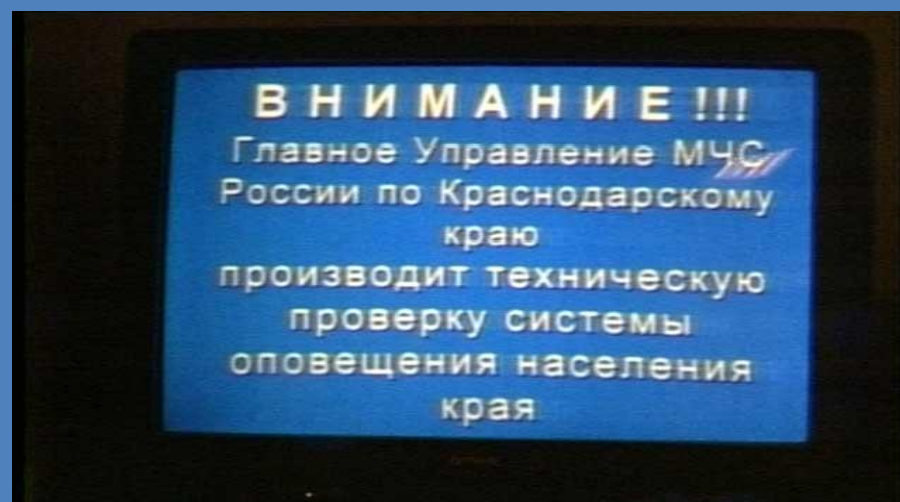 ВНИМАНИЕ!!!
Главное Управление МЧС
России по Краснодарскому
краю
производит техническую
проверку системы
оповещения населения
края